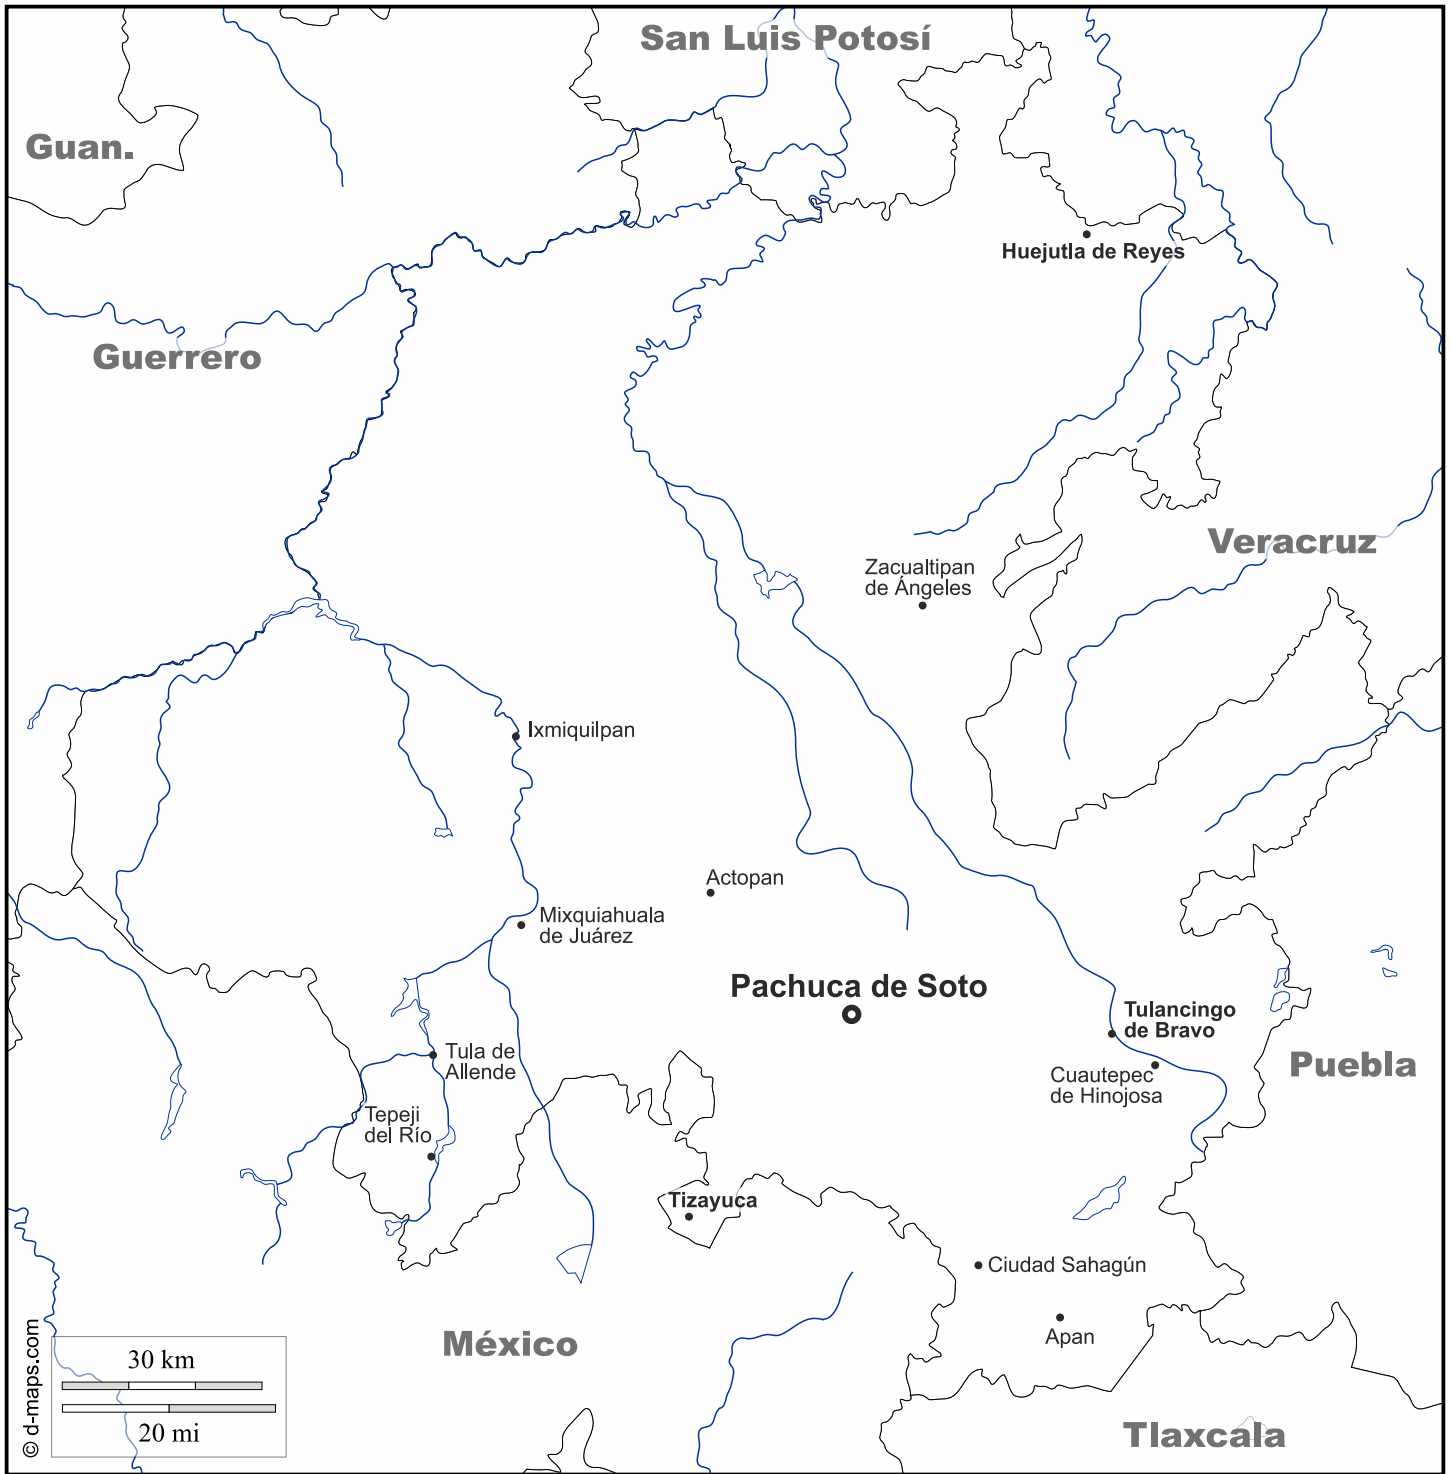 San Luis Potosí
Guan.
Huejutla de Reyes
Guerrero
Veracruz
Zacualtipan
de Ángeles
Ixmiquilpan
Actopan
Mixquiahuala
de Juárez
Pachuca de Soto
Tulancingo
de Bravo
Tula de
Allende
Puebla
Cuautepec
de Hinojosa
Tepeji
del Río
Tizayuca
Ciudad Sahagún
Apan
México
30 km
20 mi
© d-maps.com
Tlaxcala